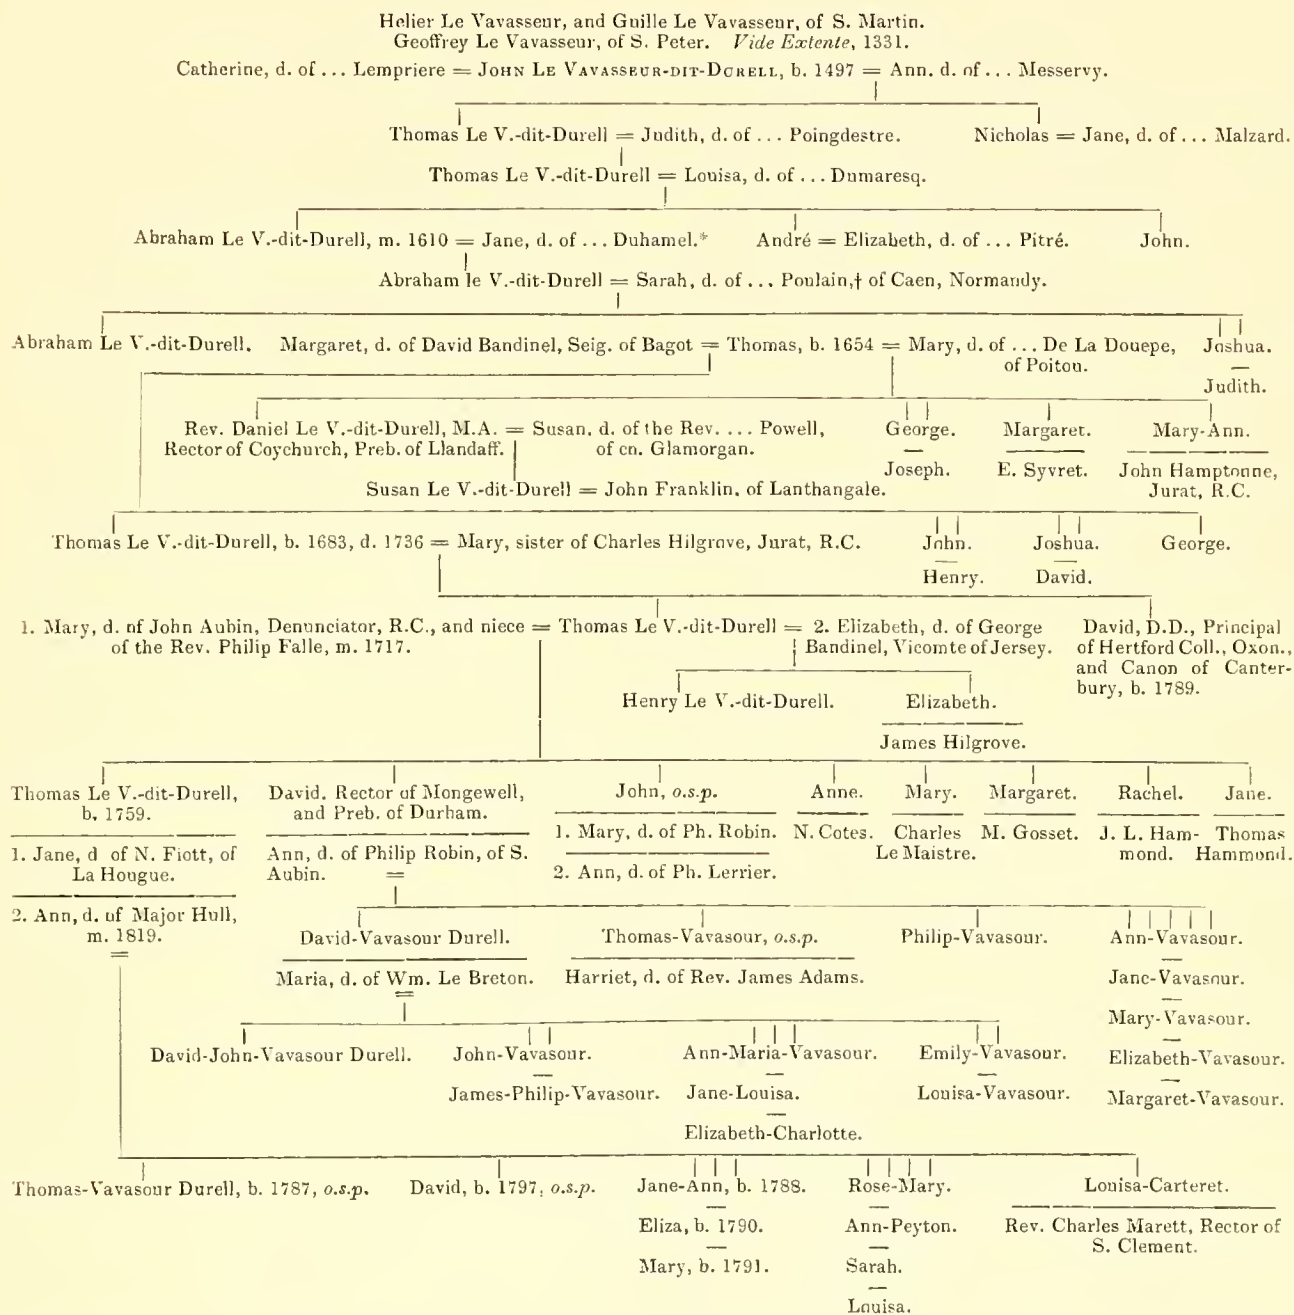 Helier Le Vavasseur, and Guille Le Vavasseur, of S. Martin.
Geoffrey Le Vavasseur, of S. Peter. Vide Extente, 1331.
Catherine, d. of ... Lempriere = JOHN LE VAVASSEUR-DIT-DURELL, b. 1497 = Ann, d. of ... Messervy.
Thomas Le V.-dit-Durell = Judith, d. of ... Poingdestre. Nicholas = Jane, d. of ... Malzard.
Thomas Le V.-dit-Durell = Louisa, d. of ... Dumaresq.
Abraham Le V.-dit-Durell, m. 1610 = Jane, d. of ... Duhamel.* André = Elizabeth, d. of ... Pitré. John.
Abraham le V.-dit-Durell = Sarah, d. of ... Poulain,† of Caen, Normandy.
Abraham Le V.-dit-Durell. Margaret, d. of David Bandinel, Seig. of Bagot = Thomas, b. 1654 = Mary, d. of ... De La Douepe, Joshua.
of Poitou.
Judith.
Rev. Daniel Le V.-dit-Durell, M.A. = Susan, d. of the Rev. ... Powell, George. Margaret. Mary-Ann.
Rector of Coychurch, Preb. of Llandaff. of co. Glamorgan.
Joseph. E. Syvret. John Hamptonne,
Jurat, R.C.
Susan Le V.-dit-Durell = John Franklin, of Lanthangale.
Thomas Le V.-dit-Durell, b. 1683, d. 1736 = Mary, sister of Charles Hilgrove, Jurat, R.C. John. Joshua. George.
Henry. David.
1. Mary, d. of John Aubin, Denunciator, R.C., and niece = Thomas Le V.-dit-Durell = 2. Elizabeth, d. of George David, D.D., Principal
of the Rev. Philip Falle, m. 1717. Bandinel, Vicomte of Jersey. of Hertford Coll., Oxon.,
and Canon of Canter-
bury, b. 1789.
Henry Le V.-dit-Durell. Elizabeth.
James Hilgrove.
Thomas Le V.-dit-Durell, David, Rector of Mongewell, John, o.s.p. Anne. Mary. Margaret. Rachel. Jane.
b. 1759. and Preb. of Durham.
1. Mary, d. of Ph. Robin. N. Cotes. Charles M. Gosset. J. L. Ham- Thomas
1. Jane, d of N. Fiott, of Ann, d. of Philip Robin, of S. Le Maistre. mond. Hammond.
La Hougue. Aubin. = 2. Ann, d. of Ph. Lerrier.
2. Ann, d. of Major Hull,
m. 1819.
David-Vavasour Durell. Thomas-Vavasour, o.s.p. Philip-Vavasour. Ann-Vavasour.
Maria, d. of Wm. Le Breton. Harriet, d. of Rev. James Adams. Jane-Vavasour.
Mary-Vavasour.
David-John-Vavasour Durell. John-Vavasour. Ann-Maria-Vavasour. Emily-Vavasour. Elizabeth-Vavasour.
James-Philip-Vavasour. Jane-Louisa. Louisa-Vavasour. Margaret-Vavasour.
Elizabeth-Charlotte.
Thomas-Vavasour Durell, b. 1787, o.s.p. David, b. 1797, o.s.p. Jane-Ann, b. 1788. Rose-Mary. Louisa-Carteret.
Eliza, b. 1790. Ann-Peyton. Rev. Charles Marett, Rector of
S. Clement.
Mary, b. 1791. Sarah.
Louisa.